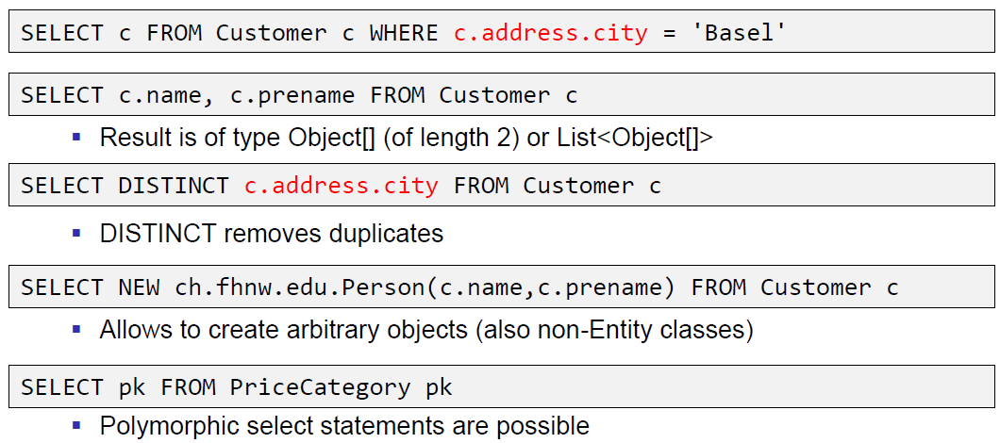 SELECT c FROM Customer c WHERE c.address.city = 'Basel'
SELECT c.name, c.prename FROM Customer c
▪ Result is of type Object[] (of length 2) or List<Object[]>
SELECT DISTINCT c.address.city FROM Customer c
▪ DISTINCT removes duplicates
SELECT NEW ch.fhnw.edu.Person(c.name,c.prename) FROM Customer c
▪ Allows to create arbitrary objects (also non-Entity classes)
SELECT pk FROM PriceCategory pk
▪ Polymorphic select statements are possible